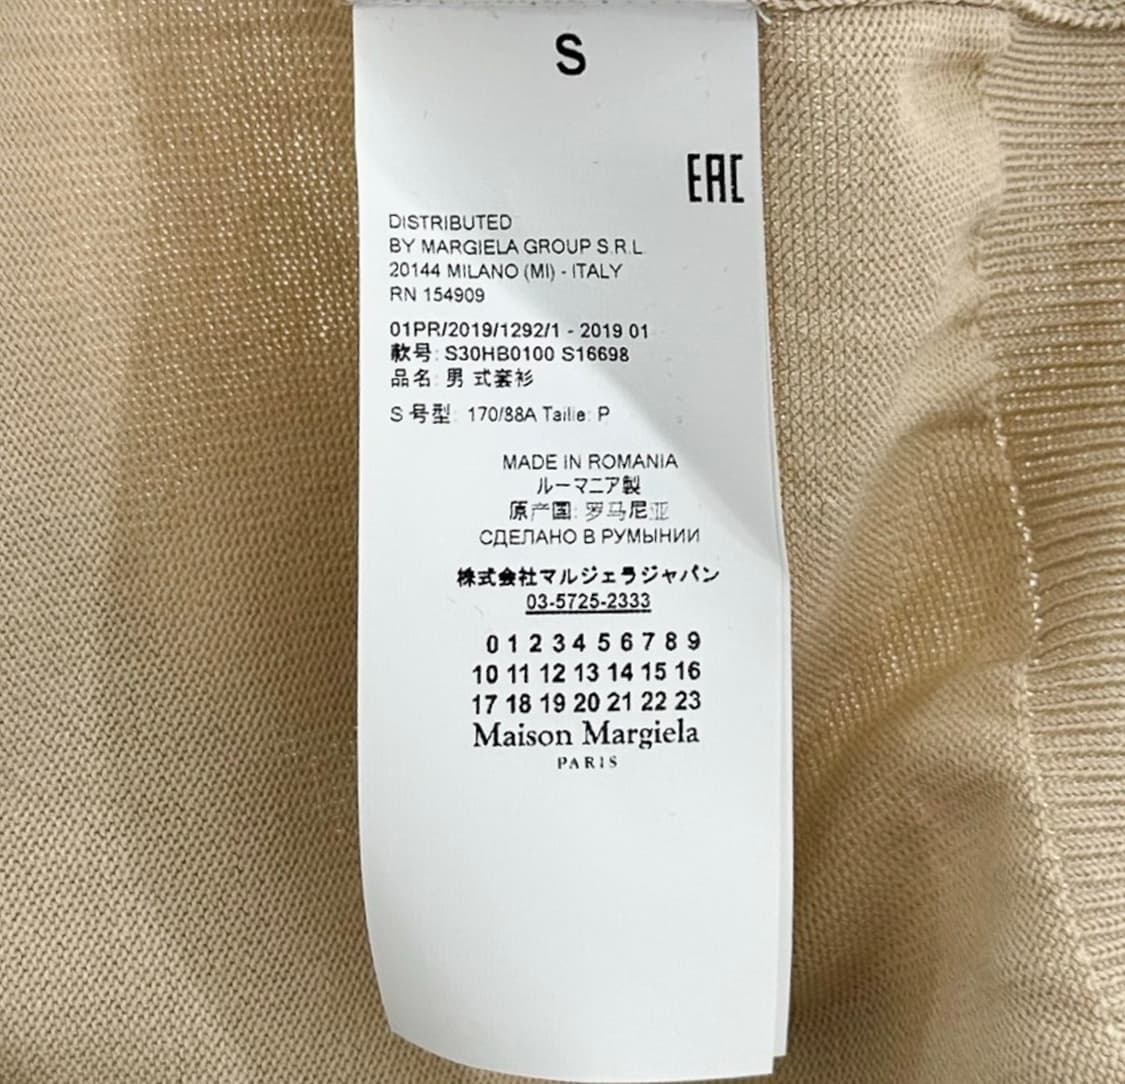 S
EAC
DISTRIBUTED
BY MARGIELA GROUP S.R.L.
20144 MILANO (MI) - ITALY
RN 154909
01PR/2019/1292/1 - 2019 01
款号: S30HB0100 S16698
品名: 男 式套衫
S 号型: 170/88A Taille: P
MADE IN ROMANIA
ルーマニア製
原产国: 罗马尼亚
СДЕЛАНО В РУМЫНИИ
株式会社マルジェラジャパン
03-5725-2333
0 1 2 3 4 5 6 7 8 9
10 11 12 13 14 15 16
17 18 19 20 21 22 23
Maison Margiela
PARIS